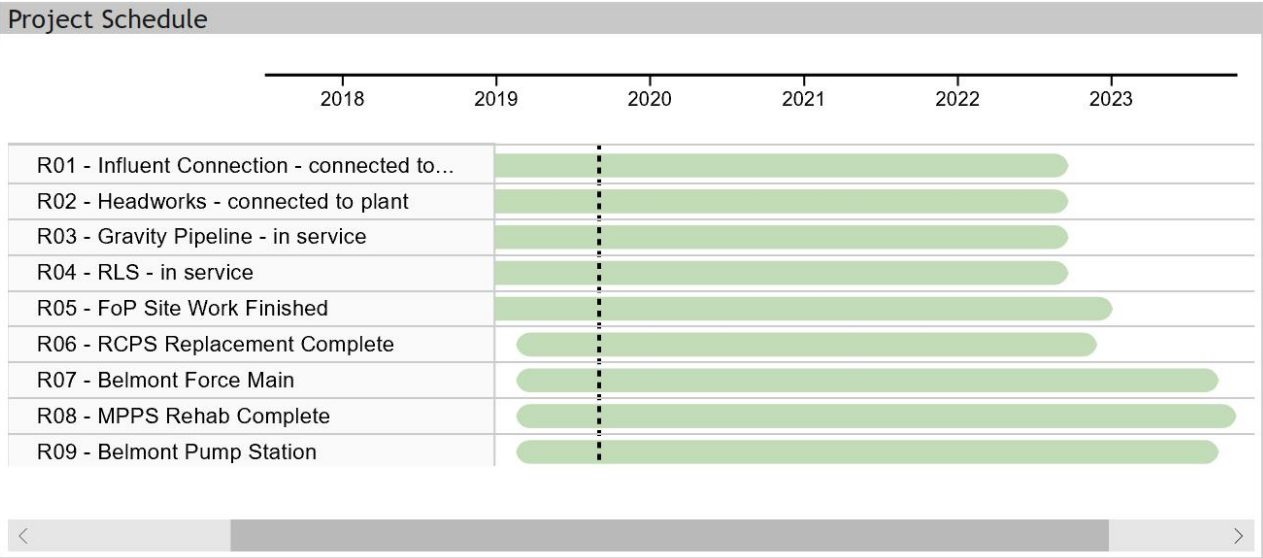 Project Schedule
2018 2019 2020 2021 2022 2023
R01 - Influent Connection - connected to...
R02 - Headworks - connected to plant
R03 - Gravity Pipeline - in service
R04 - RLS - in service
R05 - FoP Site Work Finished
R06 - RCPS Replacement Complete
R07 - Belmont Force Main
R08 - MPPS Rehab Complete
R09 - Belmont Pump Station